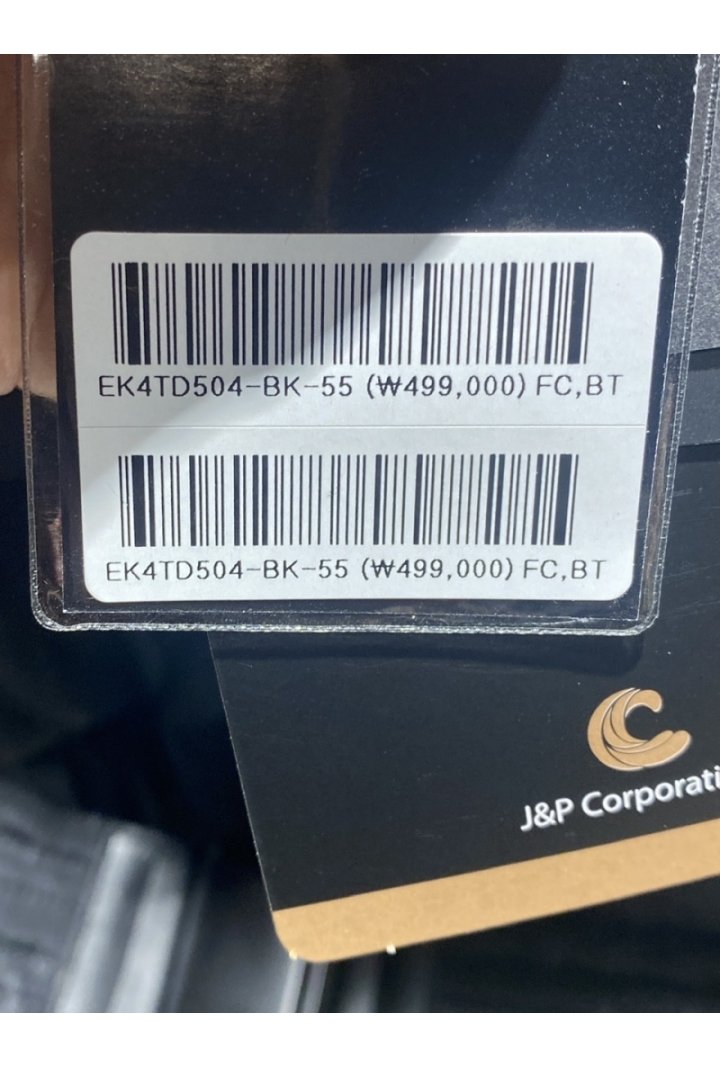 EK4TD504-BK-55 (₩499,000) FC,BT
EK4TD504-BK-55 (₩499,000) FC,BT
J&P Corporati